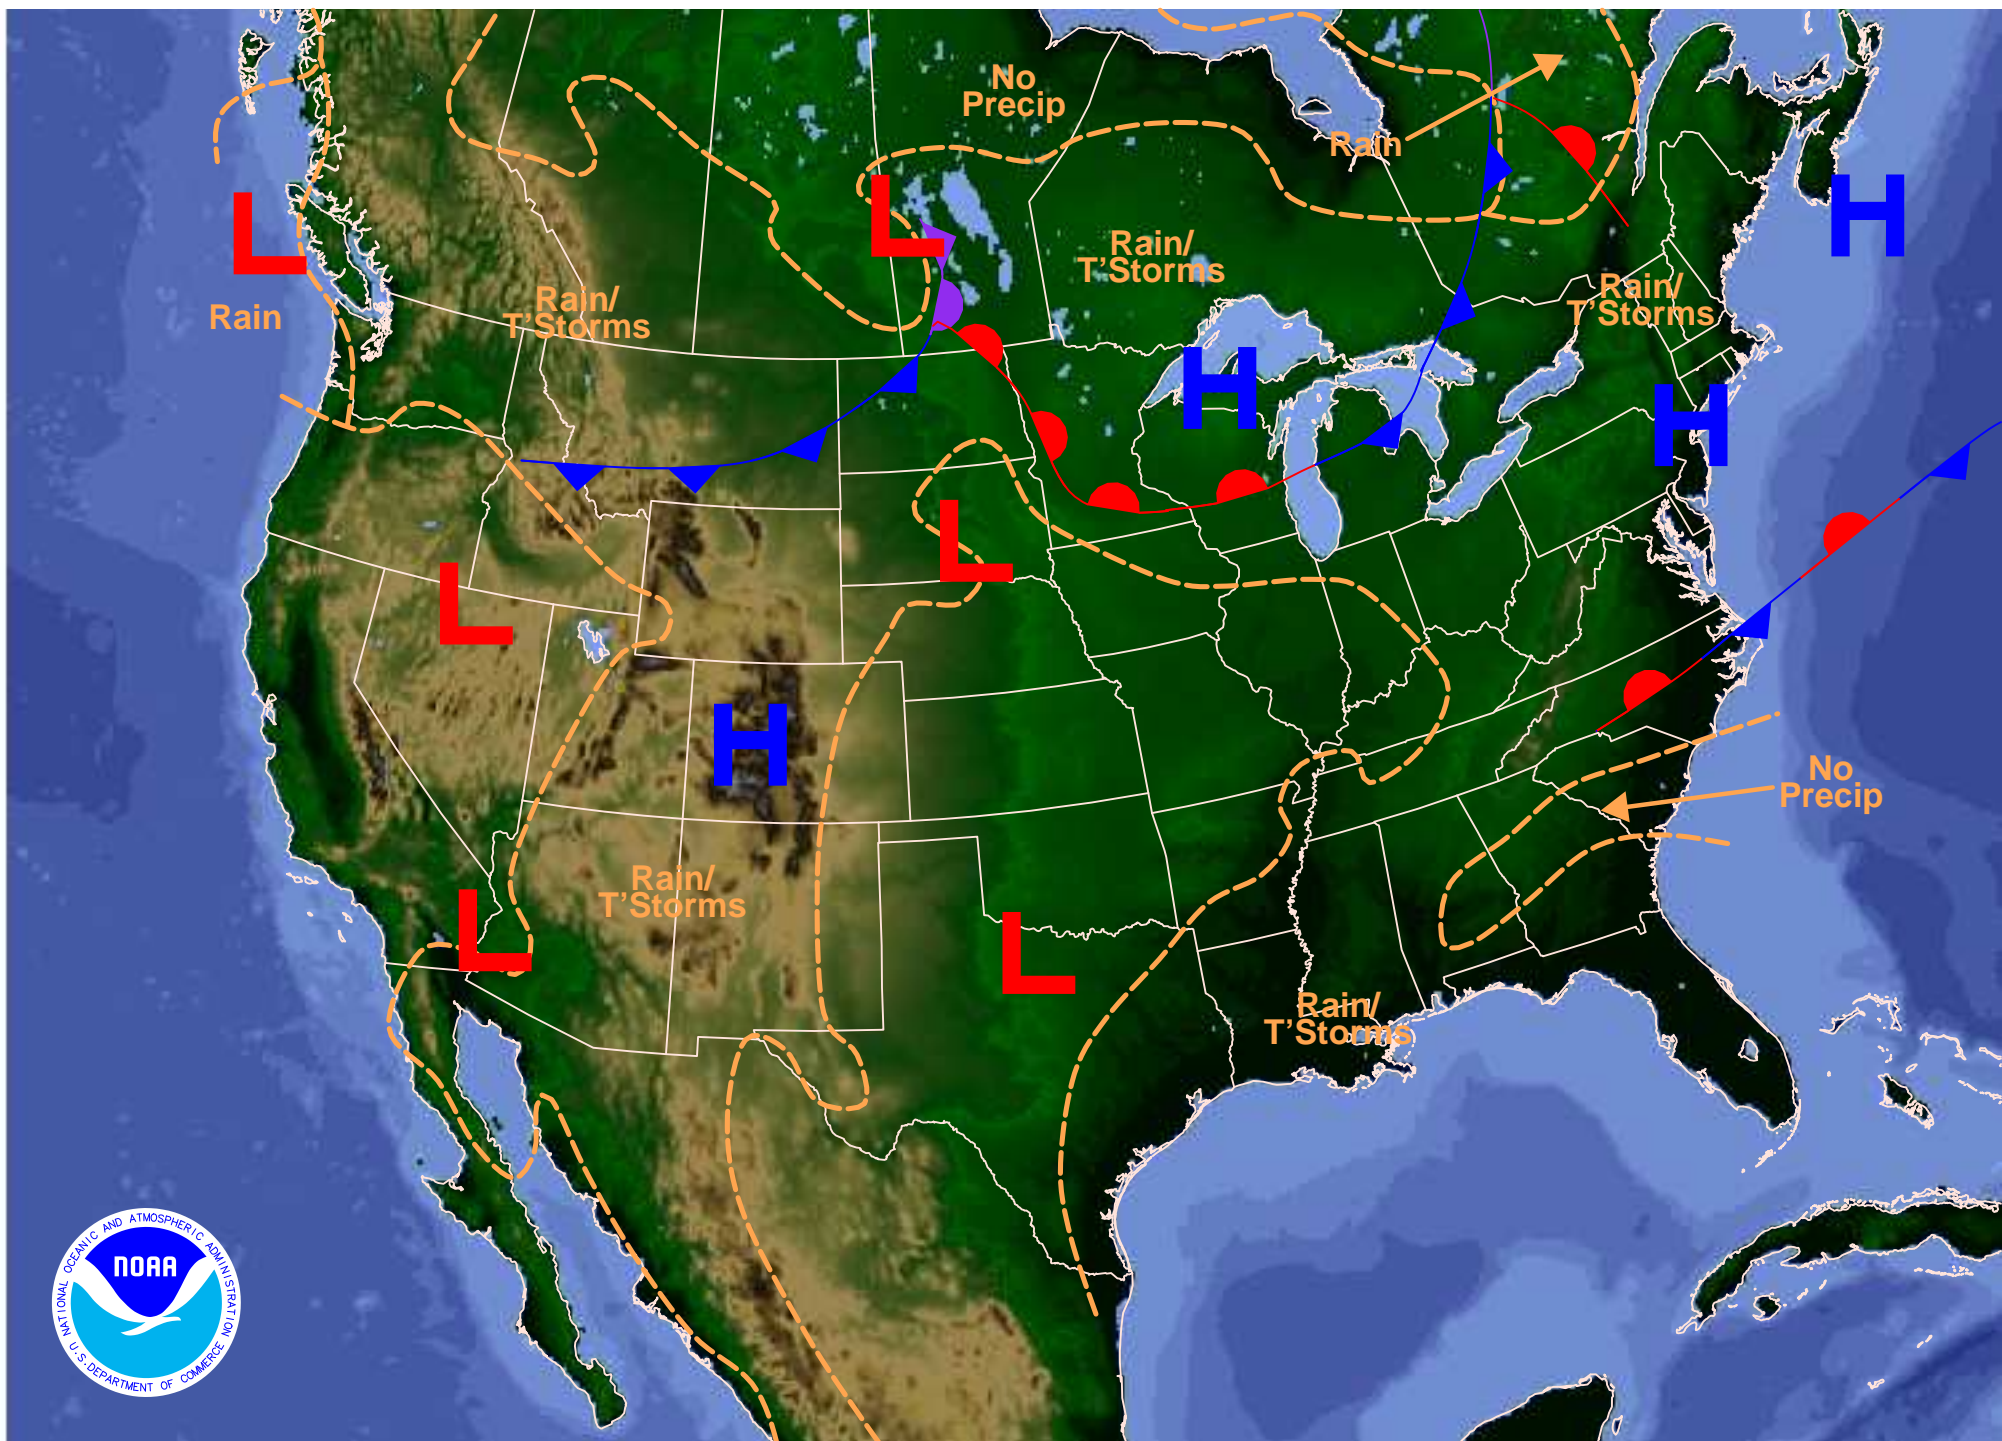 No
Precip
Rain
Rain/
T'Storms
Rain/
T'Storms
Rain/
T'Storms
Rain
L
L
H
H
H
L
L
H
L
L
No
Precip
Rain/
T'Storms
Rain/
T'Storms
NATIONAL OCEANIC AND ATMOSPHERIC ADMINISTRATION
NOAA
U.S. DEPARTMENT OF COMMERCE